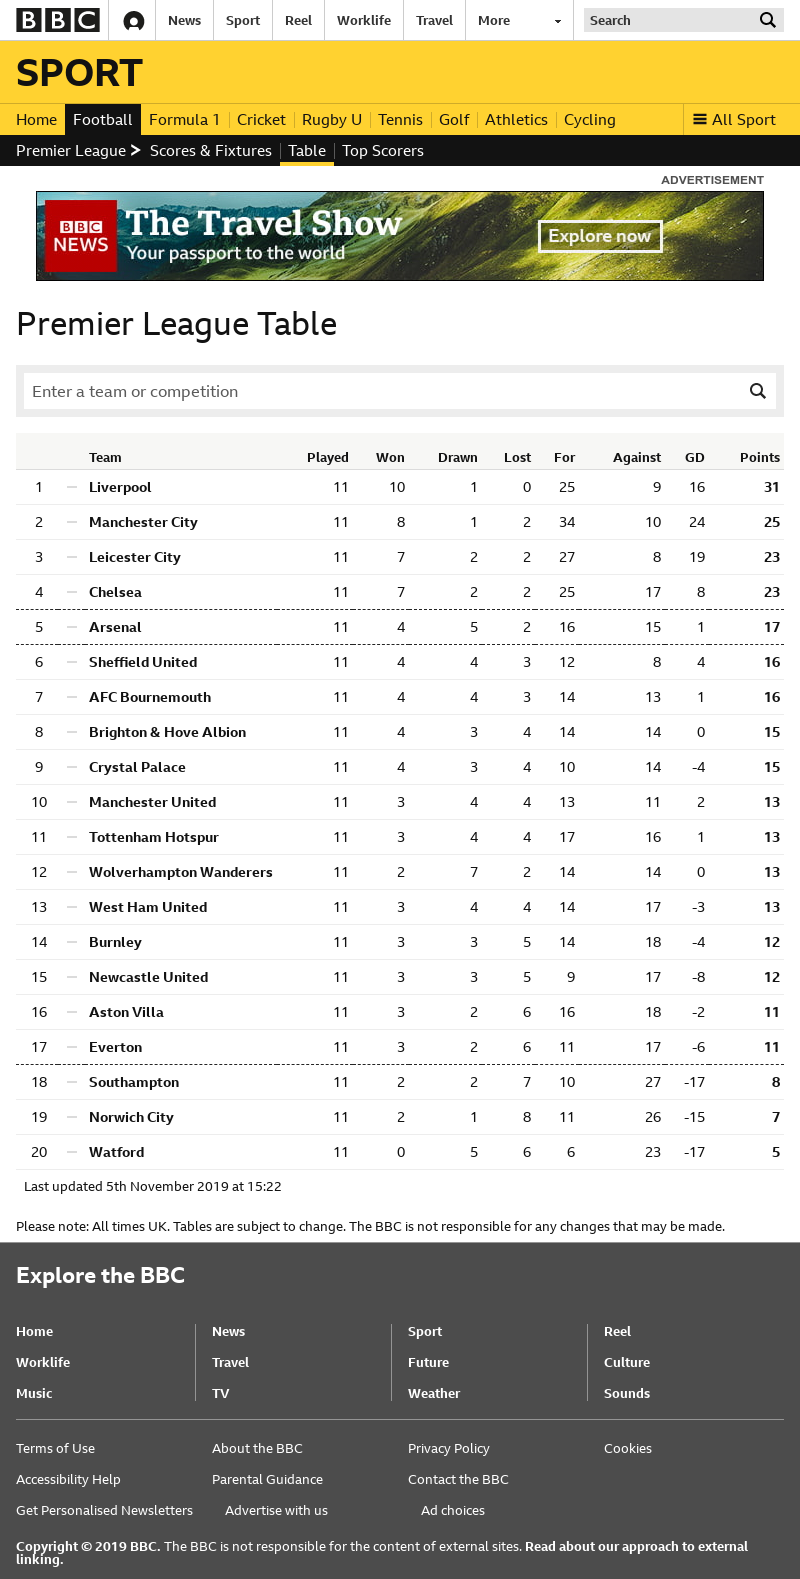 BBC News Sport Reel Worklife Travel More Search
SPORT
Home Football Formula 1 Cricket Rugby U Tennis Golf Athletics Cycling All Sport
Premier League Scores & Fixtures Table Top Scorers
ADVERTISEMENT
BBC NEWS
The Travel Show
Your passport to the world
Explore now
Premier League Table
Enter a team or competition
Team Played Won Drawn Lost For Against GD Points
1 Liverpool 11 10 1 0 25 9 16 31
2 Manchester City 11 8 1 2 34 10 24 25
3 Leicester City 11 7 2 2 27 8 19 23
4 Chelsea 11 7 2 2 25 17 8 23
5 Arsenal 11 4 5 2 16 15 1 17
6 Sheffield United 11 4 4 3 12 8 4 16
7 AFC Bournemouth 11 4 4 3 14 13 1 16
8 Brighton & Hove Albion 11 4 3 4 14 14 0 15
9 Crystal Palace 11 4 3 4 10 14 -4 15
10 Manchester United 11 3 4 4 13 11 2 13
11 Tottenham Hotspur 11 3 4 4 17 16 1 13
12 Wolverhampton Wanderers 11 2 7 2 14 14 0 13
13 West Ham United 11 3 4 4 14 17 -3 13
14 Burnley 11 3 3 5 14 18 -4 12
15 Newcastle United 11 3 3 5 9 17 -8 12
16 Aston Villa 11 3 2 6 16 18 -2 11
17 Everton 11 3 2 6 11 17 -6 11
18 Southampton 11 2 2 7 10 27 -17 8
19 Norwich City 11 2 1 8 11 26 -15 7
20 Watford 11 0 5 6 6 23 -17 5
Last updated 5th November 2019 at 15:22
Please note: All times UK. Tables are subject to change. The BBC is not responsible for any changes that may be made.
Explore the BBC
Home News Sport Reel
Worklife Travel Future Culture
Music TV Weather Sounds
Terms of Use About the BBC Privacy Policy Cookies
Accessibility Help Parental Guidance Contact the BBC
Get Personalised Newsletters Advertise with us Ad choices
Copyright © 2019 BBC. The BBC is not responsible for the content of external sites. Read about our approach to external
linking.